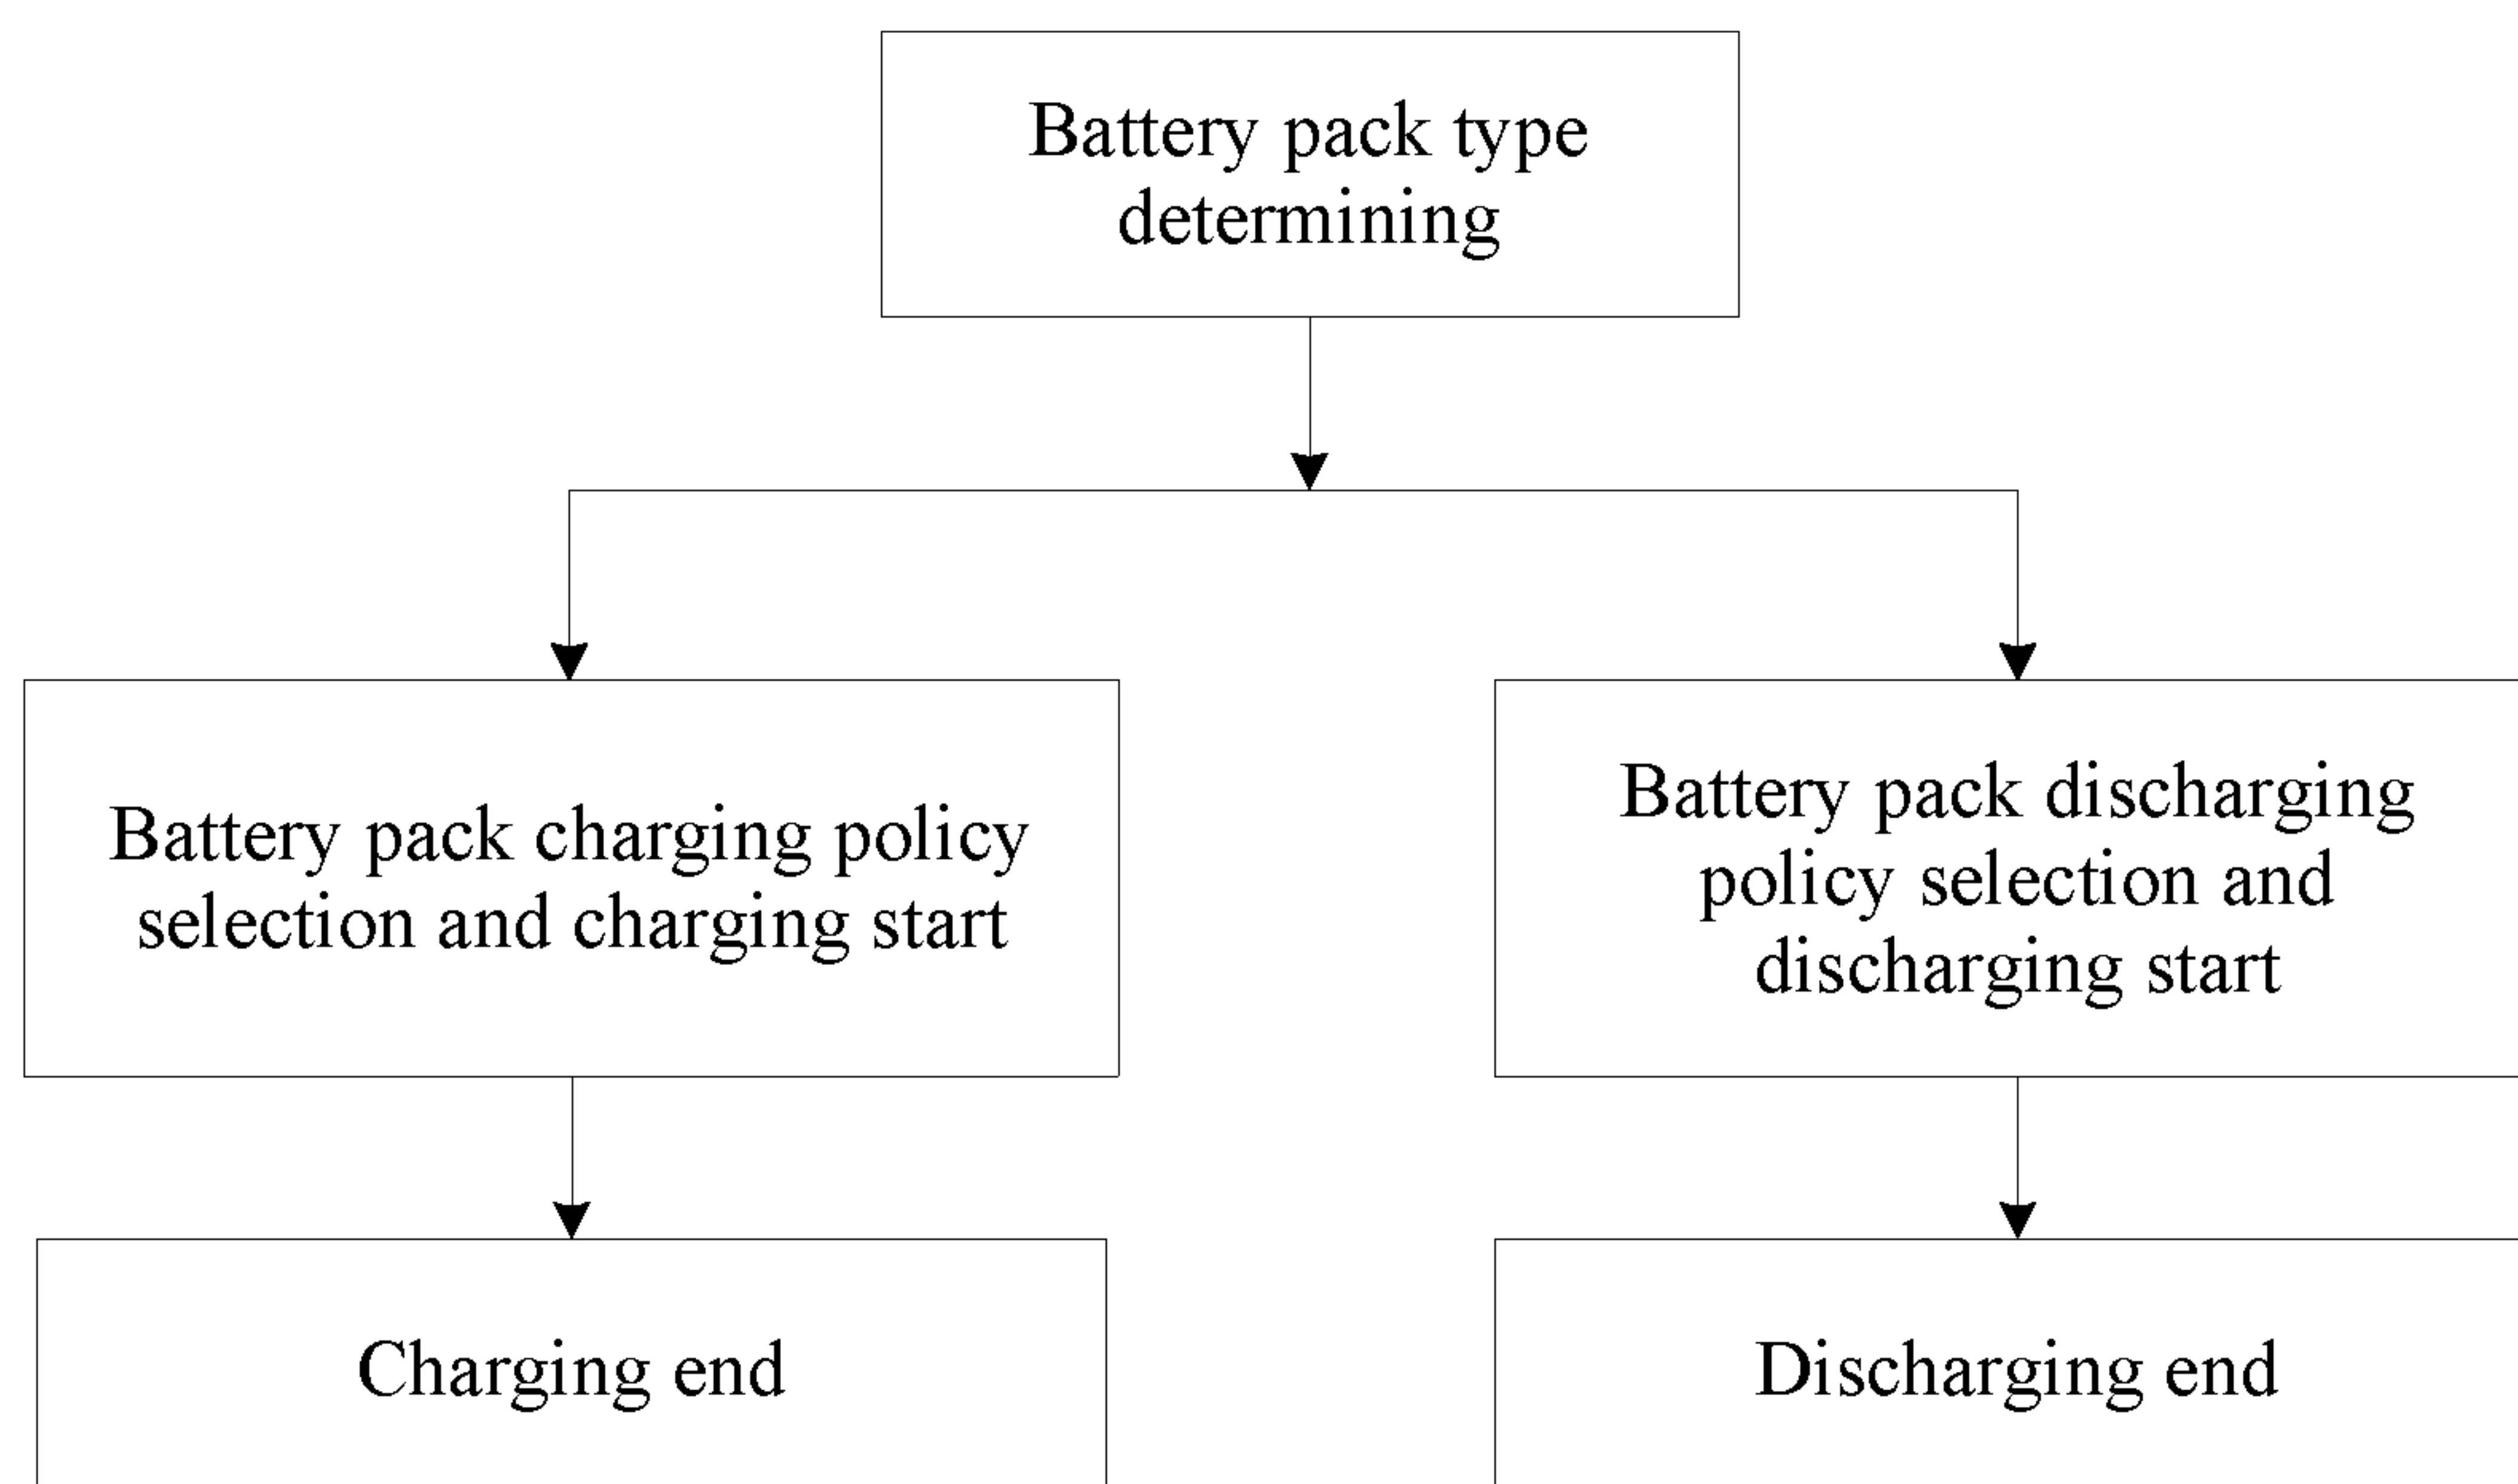 Battery pack type
determining
Battery pack charging policy
selection and charging start
Battery pack discharging
policy selection and
discharging start
Charging end
Discharging end